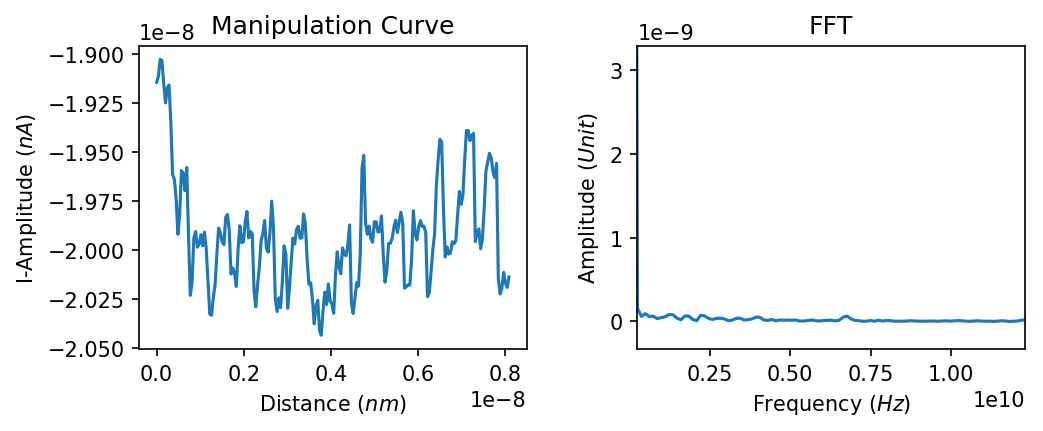 Manipulation Curve
1e−8
I-Amplitude (nA)
−1.900
−1.925
−1.950
−1.975
−2.000
−2.025
−2.050
0.0 0.2 0.4 0.6 0.8
Distance (nm)
1e−8
FFT
1e−9
Amplitude (Unit)
3
2
1
0
0.25 0.50 0.75 1.00
Frequency (Hz)
1e10